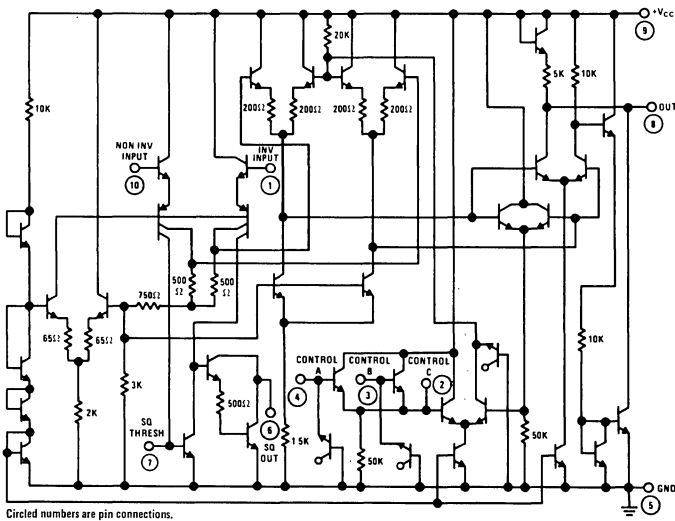 +VCC
9
20K
5K
10K
10K
200Ω
200Ω
200Ω
200Ω
OUT
8
NON INV
INPUT
10
INV
INPUT
1
500
Ω
500
Ω
750Ω
65Ω
65Ω
3K
2K
500Ω
CONTROL
A
4
CONTROL
B
3
CONTROL
C
2
10K
SQ
THRESH
7
6
SQ
OUT
1 5K
50K
50K
GND
5
Circled numbers are pin connections.